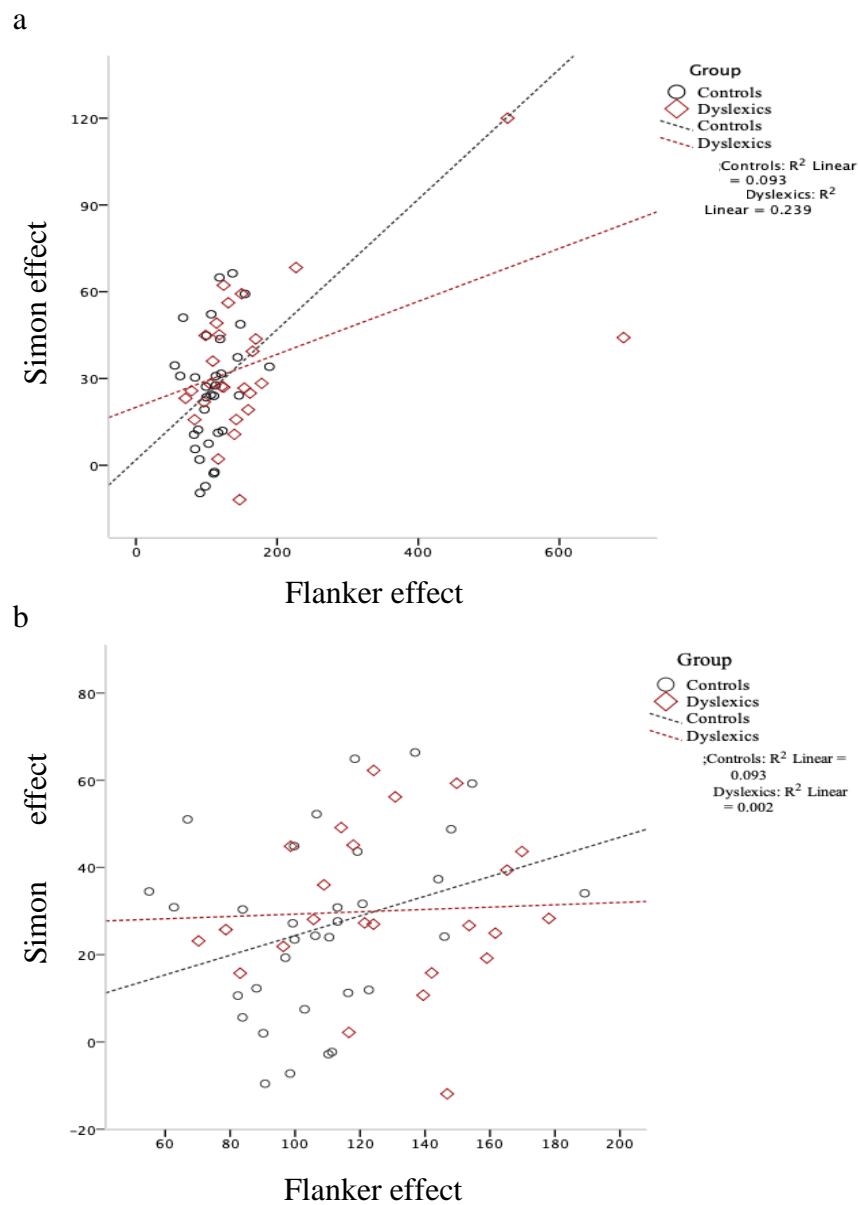 a
Group
Controls
Dyslexics
Controls
Dyslexics
;Controls: R² Linear
= 0.093
Dyslexics: R²
Linear = 0.239
120
90
60
30
0
Simon effect
0 200 400 600
Flanker effect
b
Group
Controls
Dyslexics
Controls
Dyslexics
;Controls: R² Linear =
0.093
Dyslexics: R² Linear
= 0.002
80
60
40
20
0
-20
Simon effect
60 80 100 120 140 160 180 200
Flanker effect